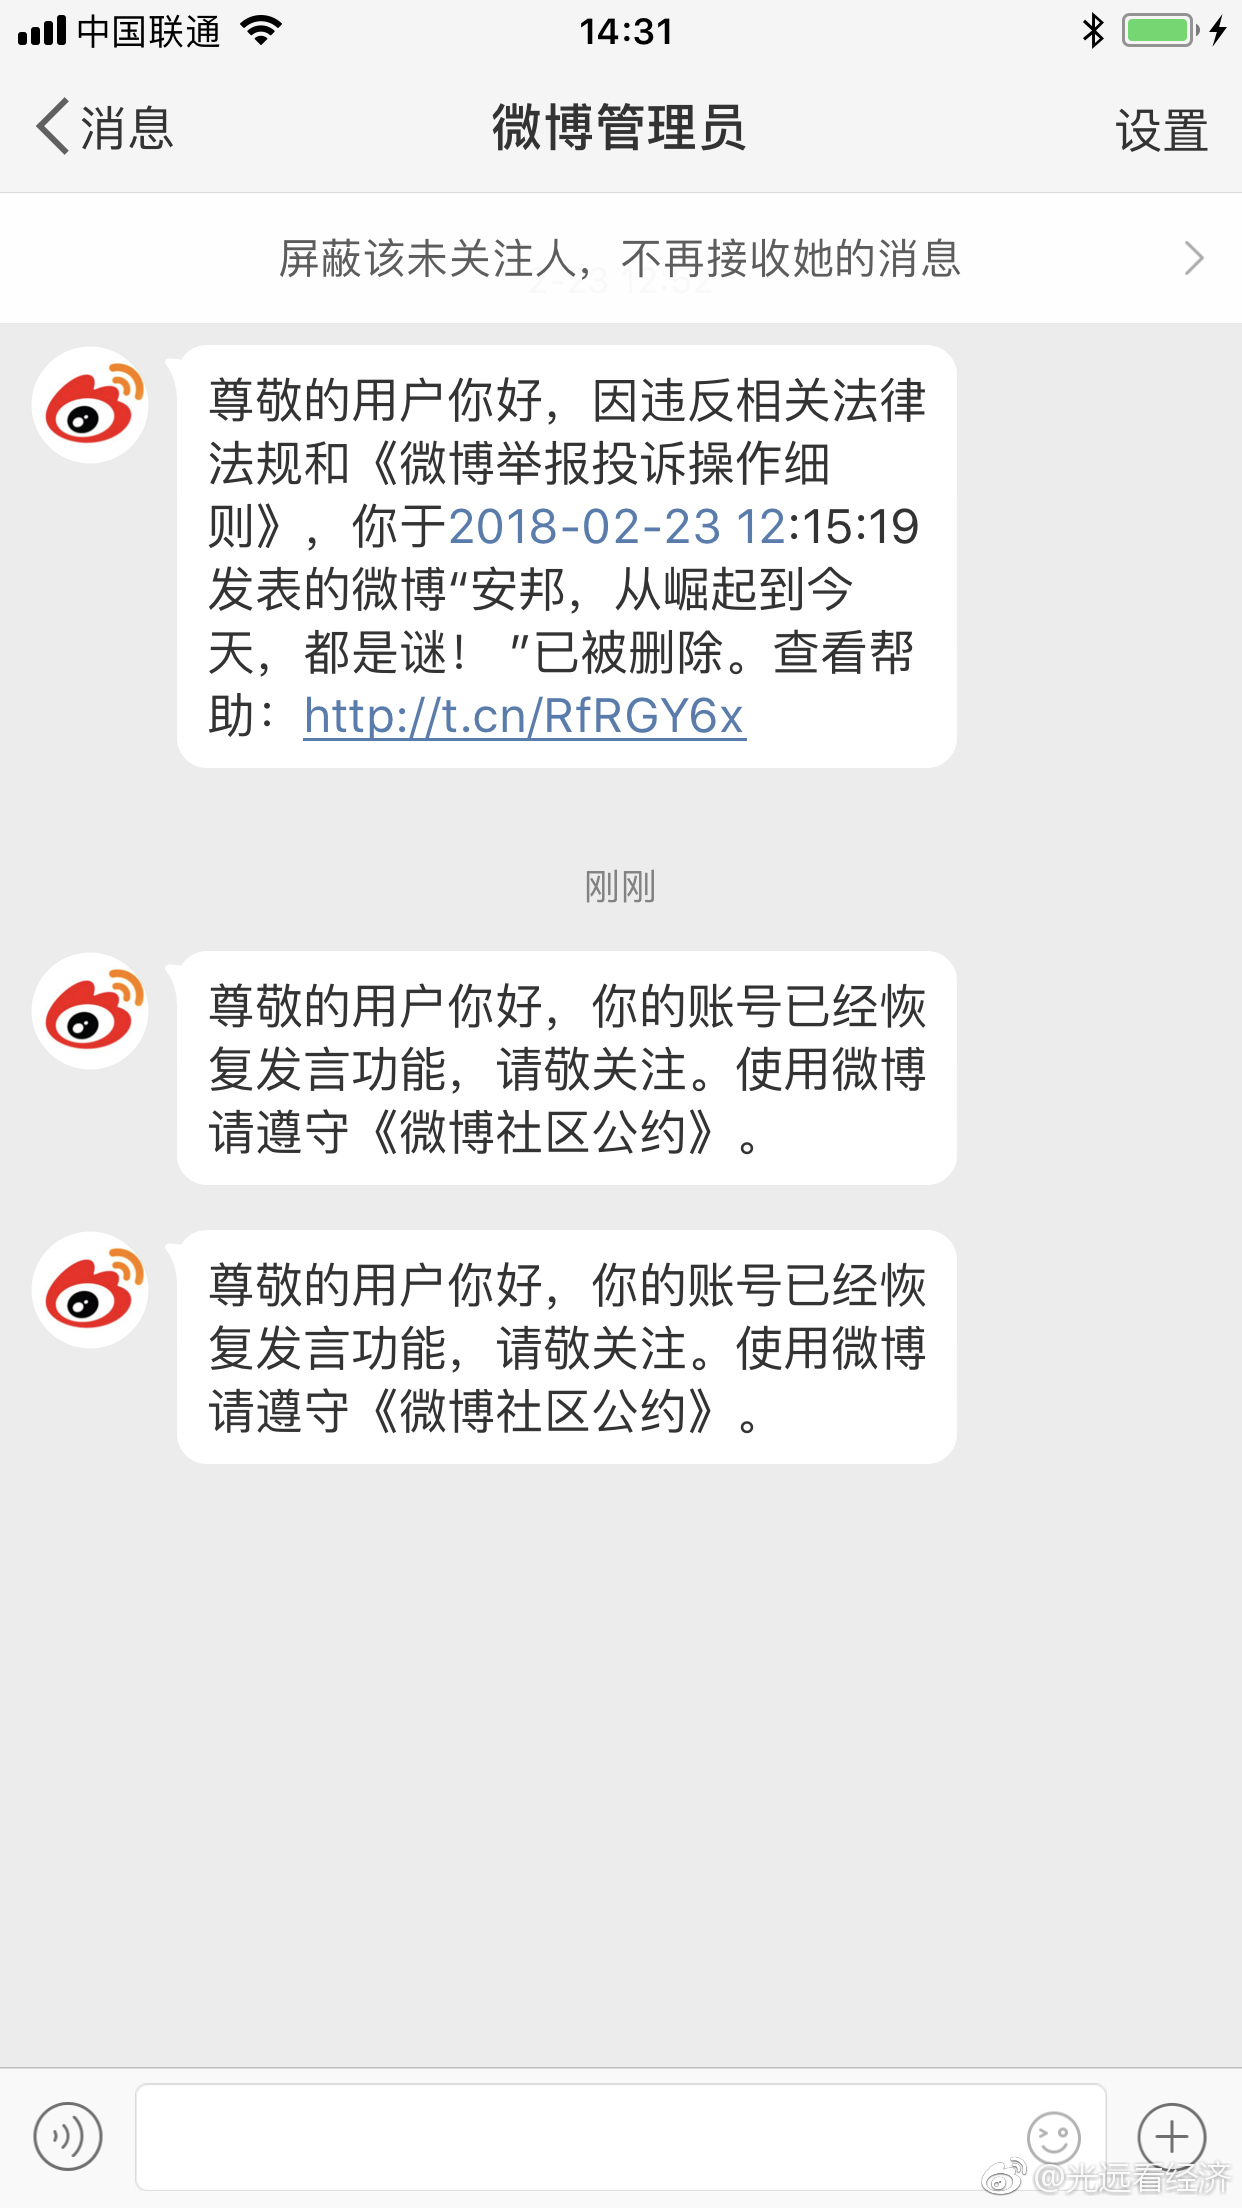 中国联通
14:31
消息
微博管理员
设置
屏蔽该未关注人，不再接收她的消息
2-23 12:52
尊敬的用户你好，因违反相关法律
法规和《微博举报投诉操作细
则》，你于2018-02-23 12:15:19
发表的微博“安邦，从崛起到今
天，都是谜！ ”已被删除。查看帮
助：http://t.cn/RfRGY6x
刚刚
尊敬的用户你好，你的账号已经恢
复发言功能，请敬关注。使用微博
请遵守《微博社区公约》。
尊敬的用户你好，你的账号已经恢
复发言功能，请敬关注。使用微博
请遵守《微博社区公约》。
@光远看经济